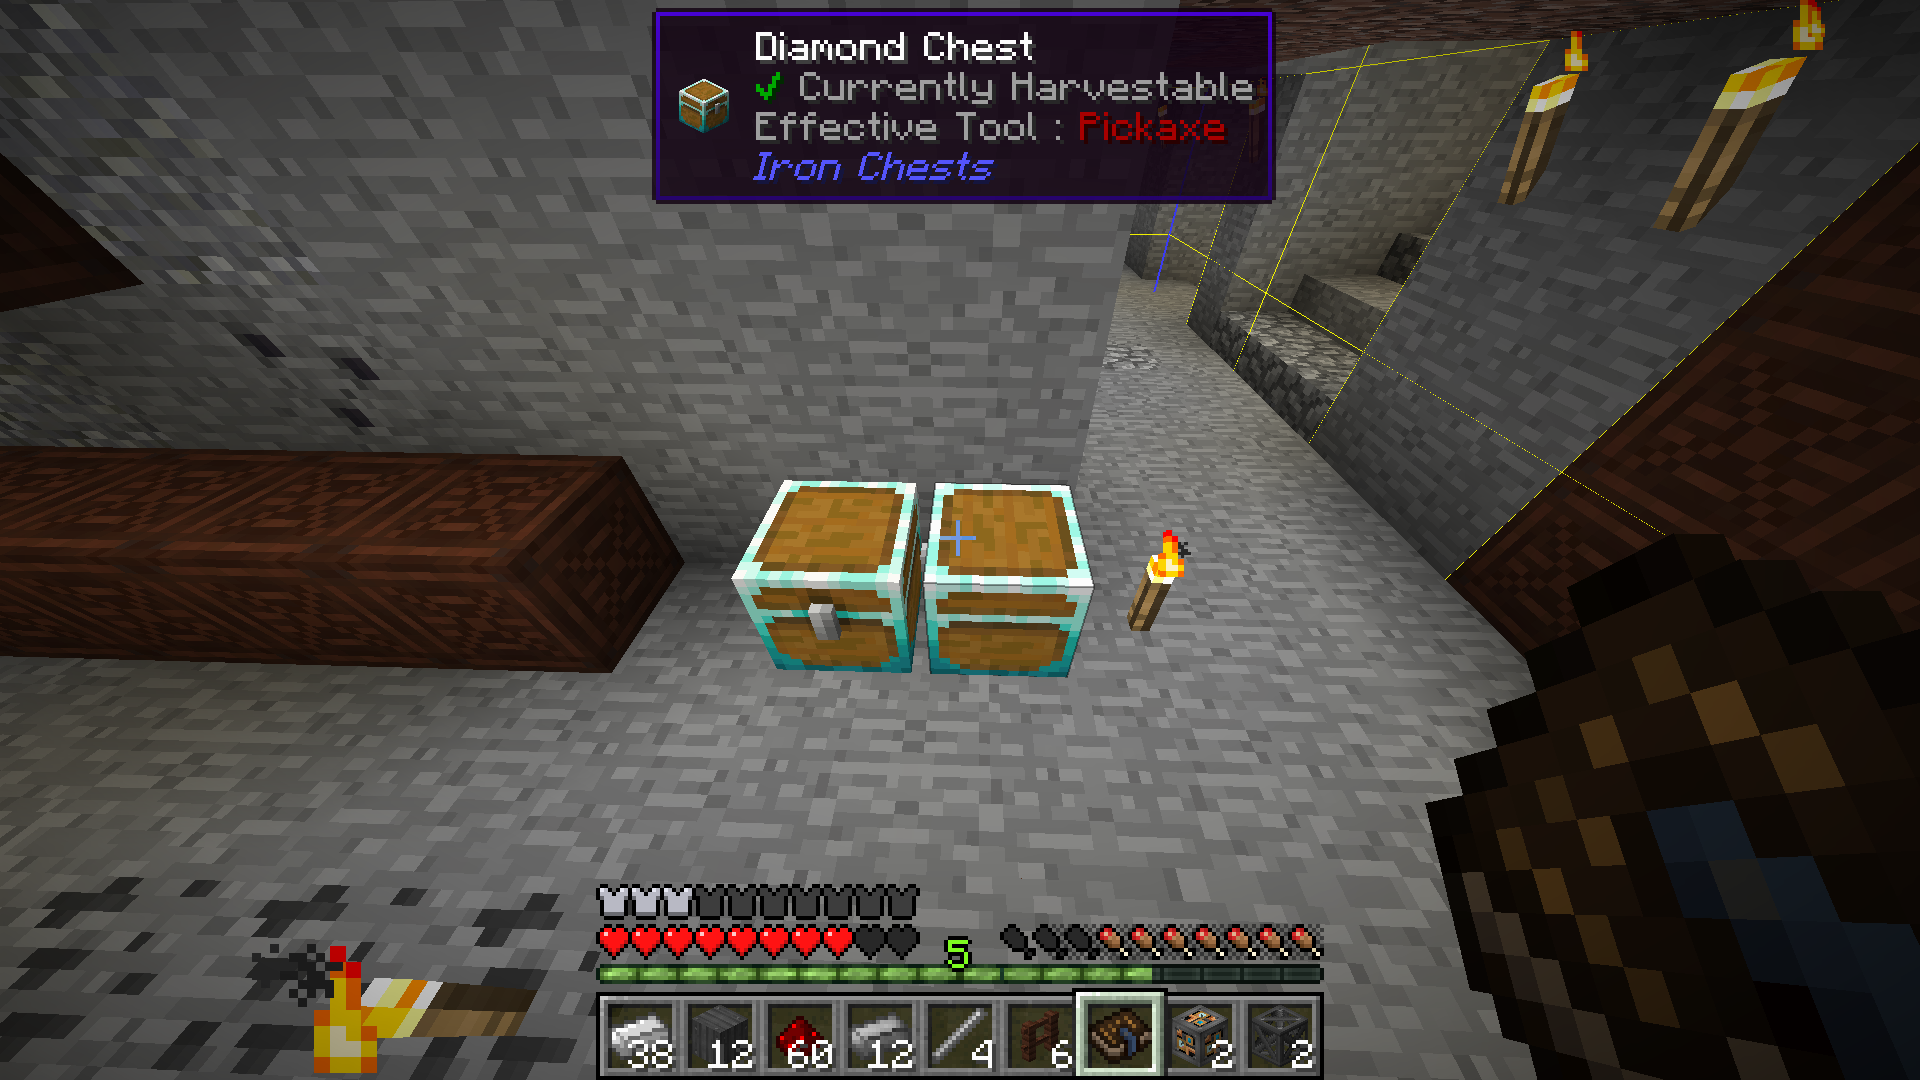 Diamond Chest
✓ Currently Harvestable
Effective Tool : Pickaxe
Iron Chests
5
38 12 60 12 4 6 2 2